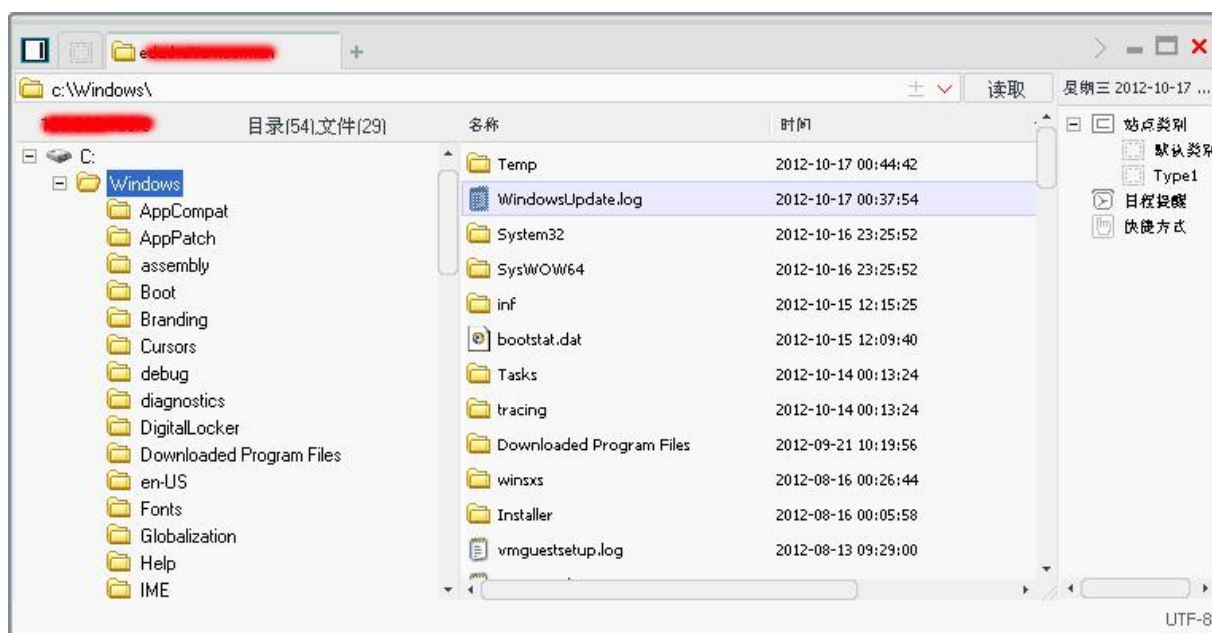 +
c:\Windows\
读取
星期三 2012-10-17 ...
目录(54),文件(29)
名称
时间
C:
Windows
AppCompat
AppPatch
assembly
Boot
Branding
Cursors
debug
diagnostics
DigitalLocker
Downloaded Program Files
en-US
Fonts
Globalization
Help
IME
Temp 2012-10-17 00:44:42
WindowsUpdate.log 2012-10-17 00:37:54
System32 2012-10-16 23:25:52
SysWOW64 2012-10-16 23:25:52
inf 2012-10-15 12:15:25
bootstat.dat 2012-10-15 12:09:40
Tasks 2012-10-14 00:13:24
tracing 2012-10-14 00:13:24
Downloaded Program Files 2012-09-21 10:19:56
winsxs 2012-08-16 00:26:44
Installer 2012-08-16 00:05:58
vmguestsetup.log 2012-08-13 09:29:00
站点类别
默认类别
Type1
日程提醒
快捷方式
UTF-8